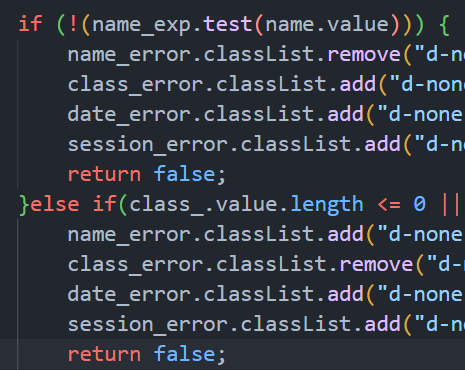 if (!(name_exp.test(name.value))) {
name_error.classList.remove("d-no
class_error.classList.add("d-none
date_error.classList.add("d-none
session_error.classList.add("d-no
return false;
}else if(class_.value.length <= 0 ||
name_error.classList.add("d-none
class_error.classList.remove("d-n
date_error.classList.add("d-none
session_error.classList.add("d-no
return false;